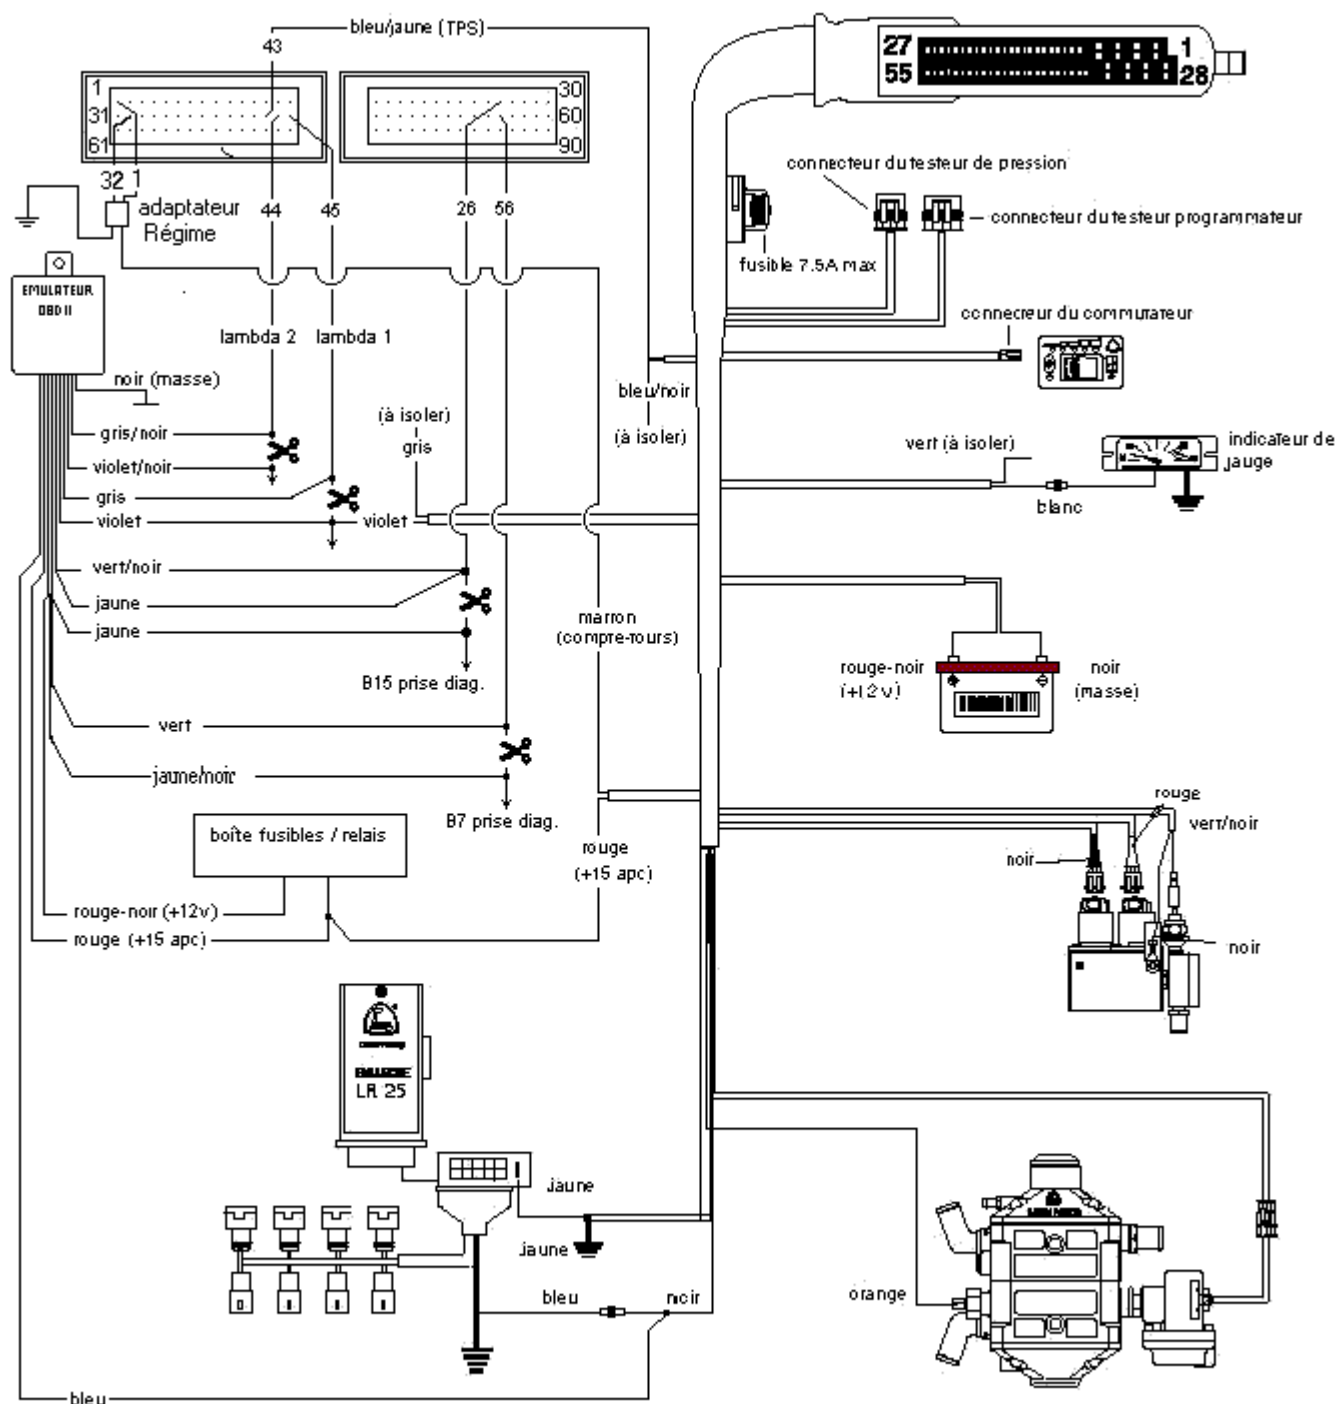 bleu/jaune (TPS)
43
27
1
55
28
1
30
31
60
61
90
32
1
44
45
26
56
adaptateur
Régime
connecteur du testeur de pression
connecteur du testeur programmateur
fusible 7.5A max
EMULATEUR
OBD II
connecteur du commutateur
lambda 2
lambda 1
noir (masse)
bleu/noir
(à isoler)
(à isoler)
gris
gris/noir
violet/noir
gris
violet
violet
vert (à isoler)
indicateur de
jauge
blanc
vert/noir
jaune
jaune
marron
(compte-tours)
B15 prise diag.
rouge-noir
(+12v)
noir
(masse)
vert
jaune/noir
B7 prise diag.
boîte fusibles / relais
rouge
(+15 apc)
rouge
vert/noir
noir
noir
rouge-noir (+12v)
rouge (+15 apc)
LR 25
jaune
jaune
bleu
noir
orange
bleu